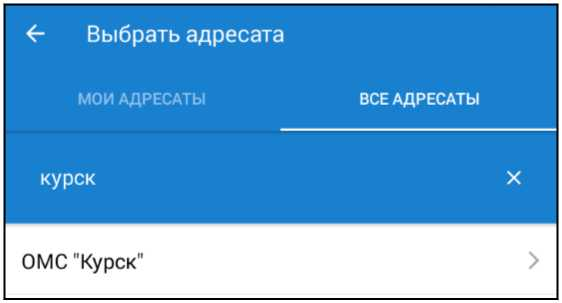 Выбрать адресата
МОИ АДРЕСАТЫ
ВСЕ АДРЕСАТЫ
курск
ОМС "Курск"